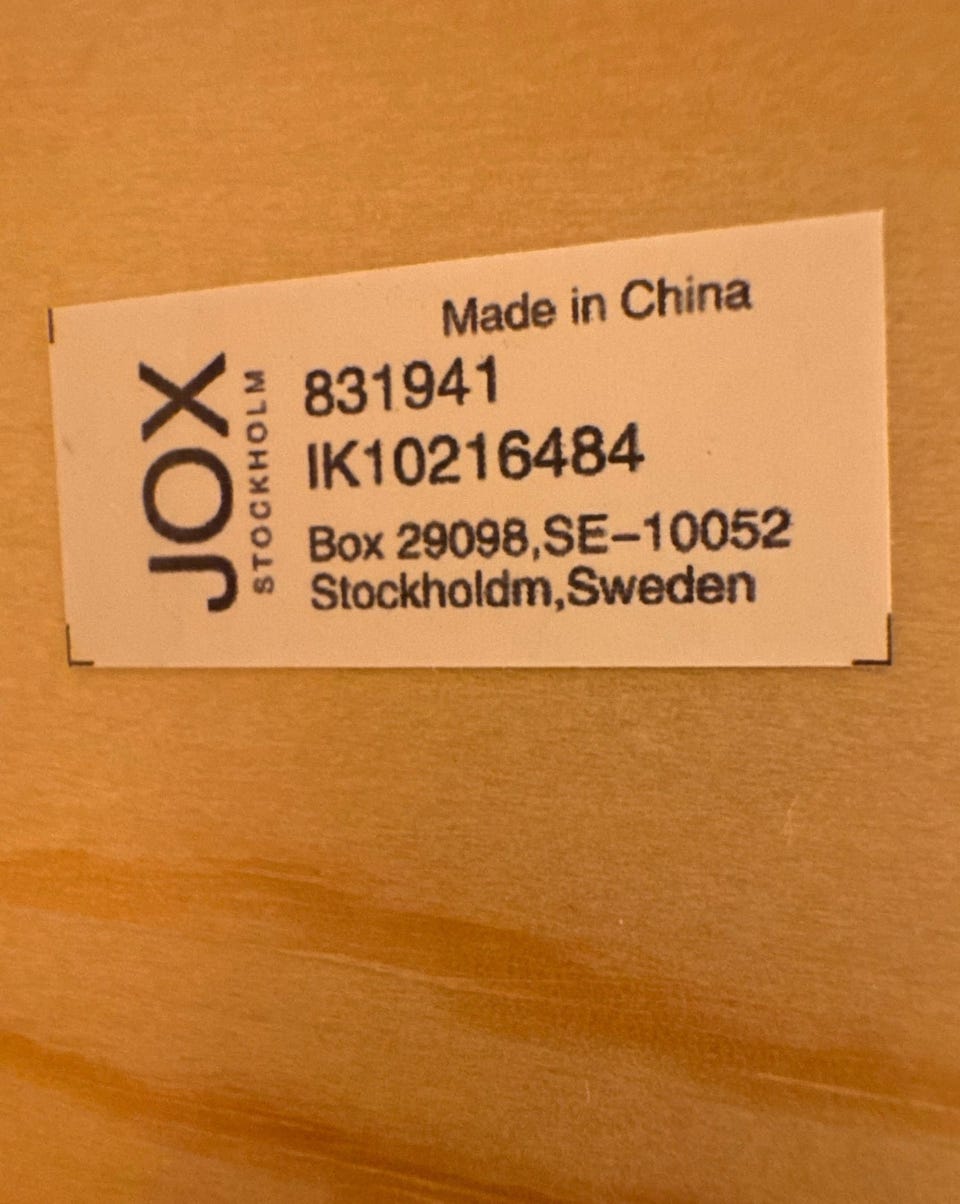 Made in China
JOX
STOCKHOLM
831941
IK10216484
Box 29098,SE–10052
Stockholdm,Sweden